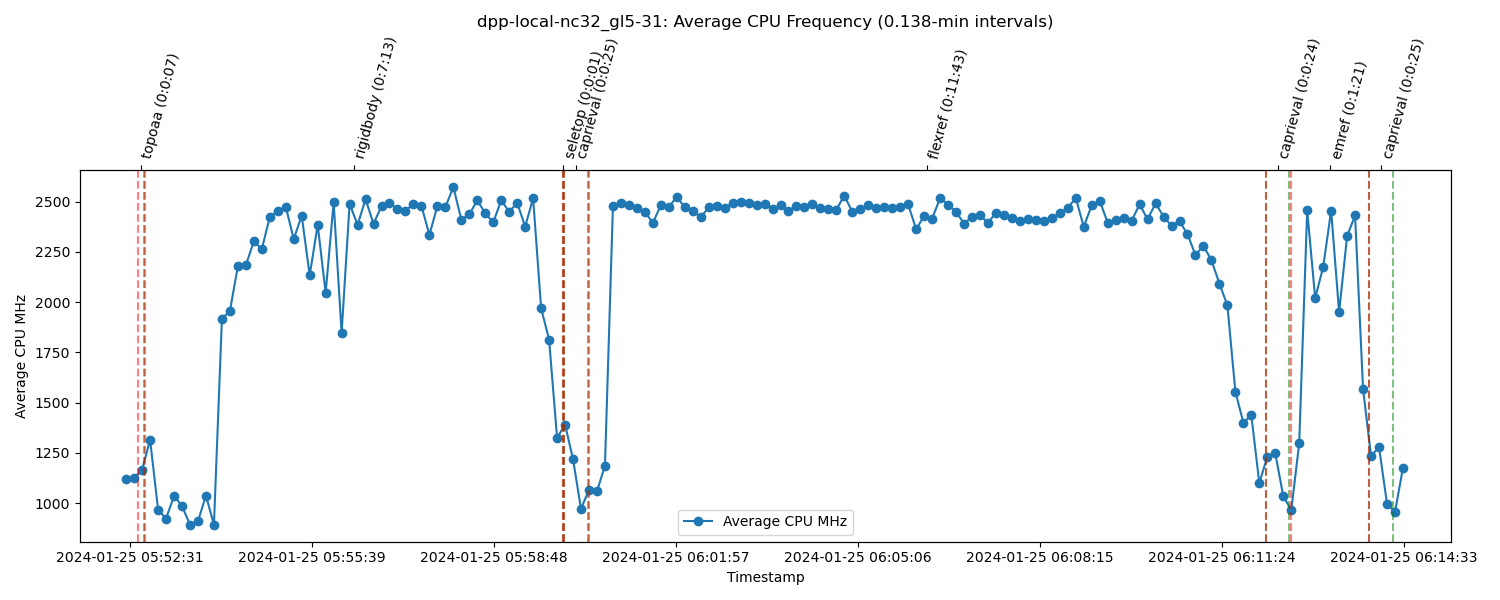 dpp-local-nc32_gl5-31: Average CPU Frequency (0.138-min intervals)
topoaa (0:0:07)
rigidbody (0:7:13)
seletop (0:0:01)
caprieval (0:0:25)
flexref (0:11:43)
caprieval (0:0:24)
emref (0:1:21)
caprieval (0:0:25)
Average CPU MHz
2500
2250
2000
1750
1500
1250
1000
Average CPU MHz
2024-01-25 05:52:31
2024-01-25 05:55:39
2024-01-25 05:58:48
2024-01-25 06:01:57
2024-01-25 06:05:06
2024-01-25 06:08:15
2024-01-25 06:11:24
2024-01-25 06:14:33
Timestamp